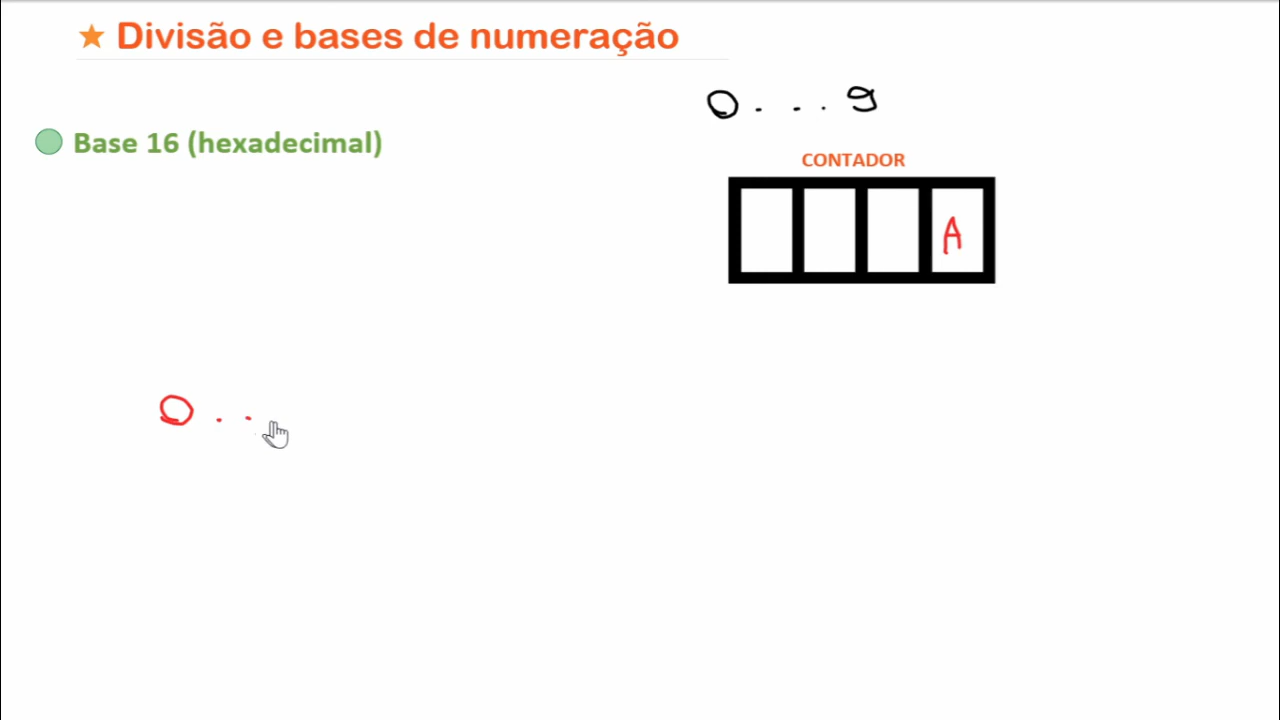 Divisão e bases de numeração
0 . . . 9
Base 16 (hexadecimal)
CONTADOR
A
0 . .